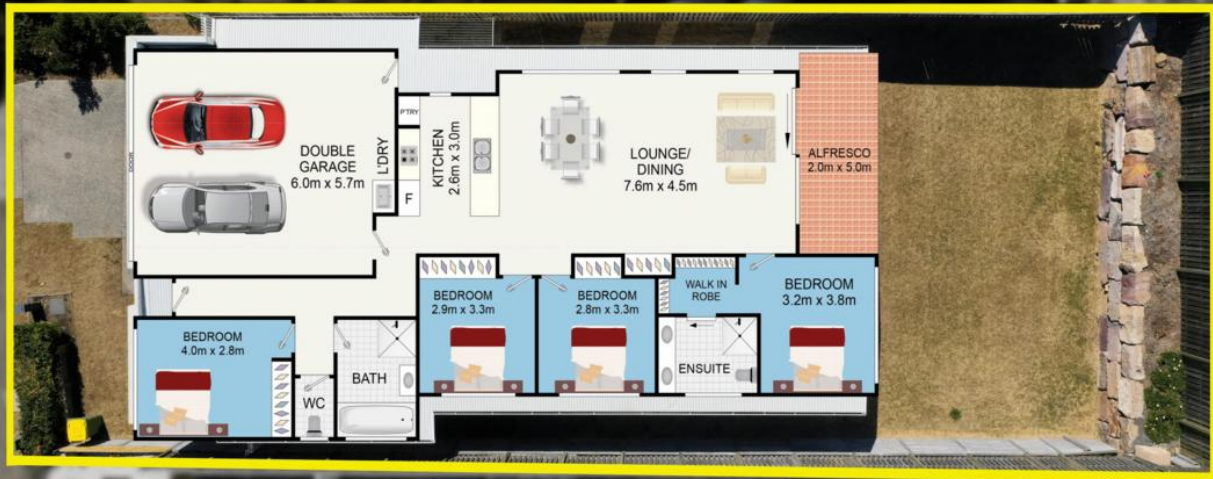 DOOR
DOUBLE
GARAGE
6.0m x 5.7m
L'DRY
P'TRY
F
KITCHEN
2.6m x 3.0m
LOUNGE/
DINING
7.6m x 4.5m
ALFRESCO
2.0m x 5.0m
BEDROOM
4.0m x 2.8m
WC
BATH
BEDROOM
2.9m x 3.3m
BEDROOM
2.8m x 3.3m
WALK IN
ROBE
ENSUITE
BEDROOM
3.2m x 3.8m